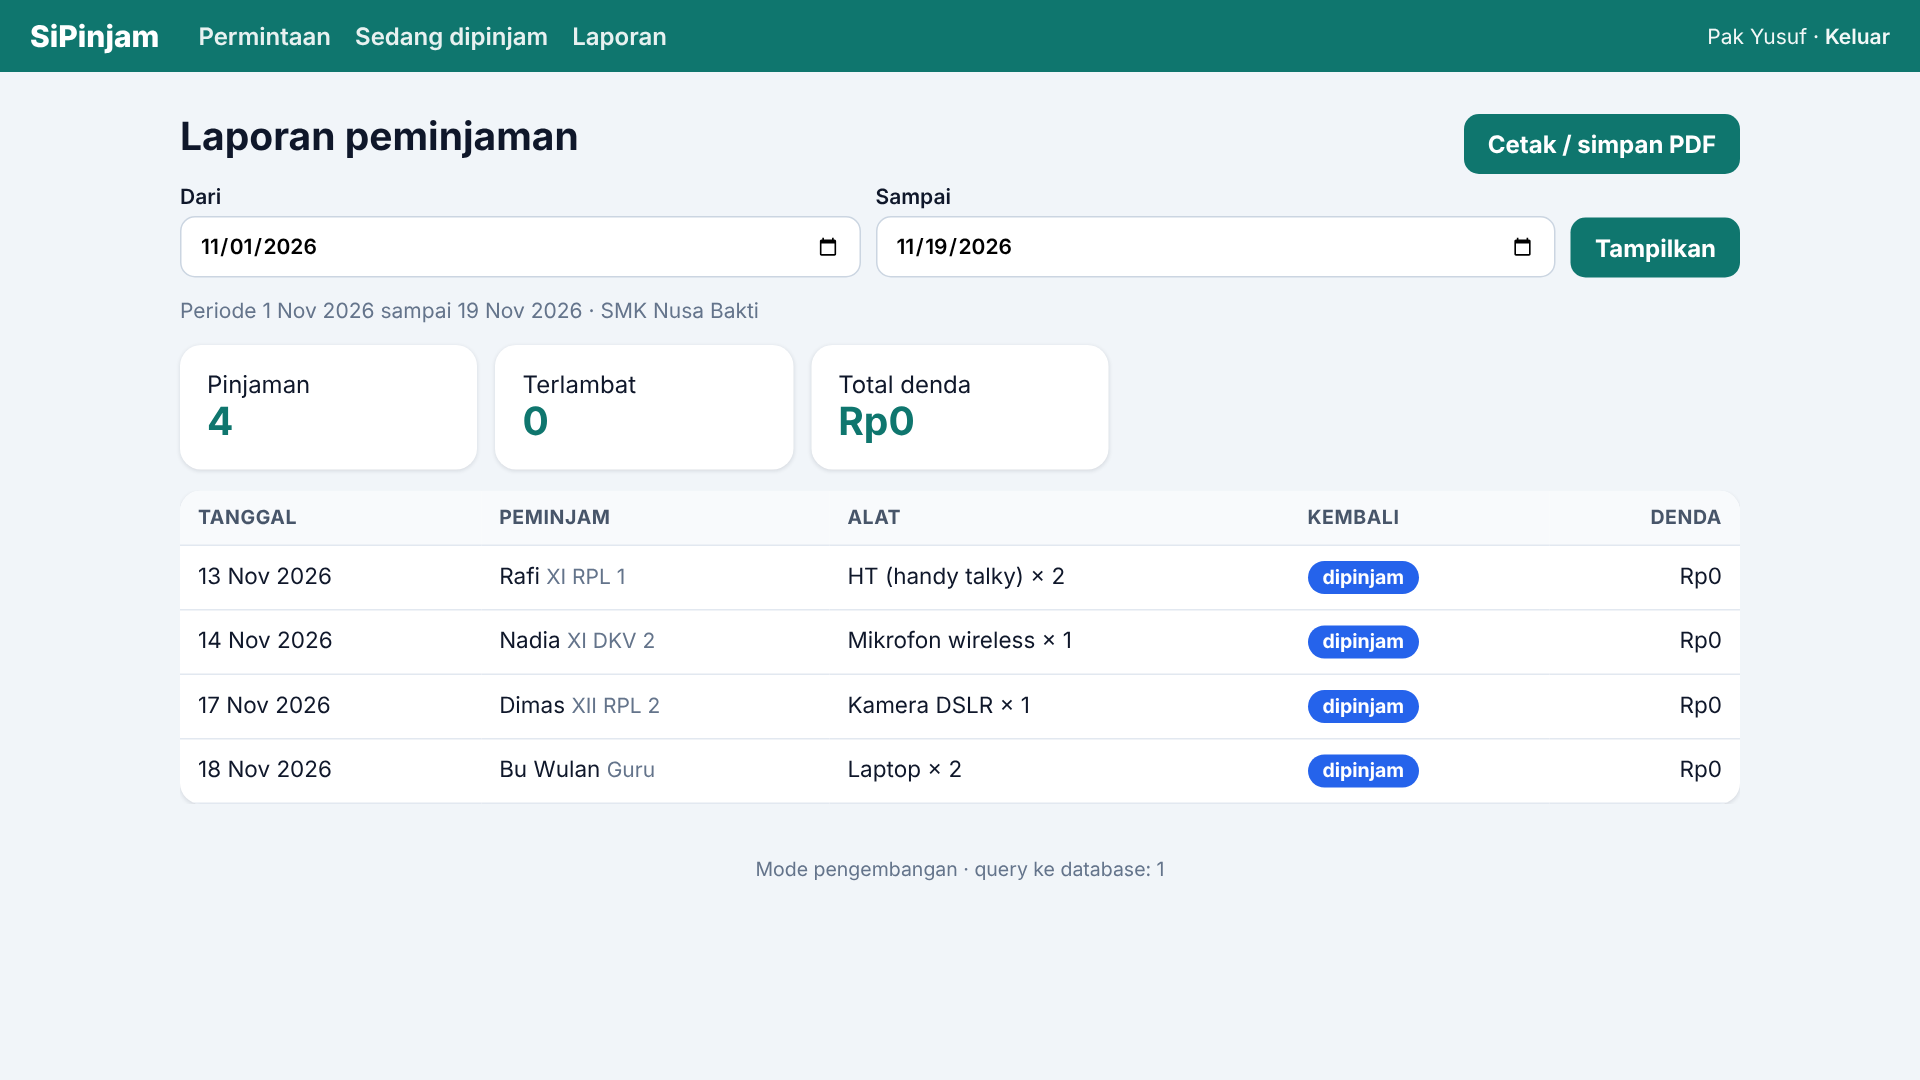 SiPinjam Permintaan Sedang dipinjam Laporan Pak Yusuf · Keluar
Laporan peminjaman Cetak / simpan PDF
Dari Sampai
11/01/2026 11/19/2026 Tampilkan
Periode 1 Nov 2026 sampai 19 Nov 2026 · SMK Nusa Bakti
Pinjaman Terlambat Total denda
4 0 Rp0
TANGGAL PEMINJAM ALAT KEMBALI DENDA
13 Nov 2026 Rafi XI RPL 1 HT (handy talky) × 2 dipinjam Rp0
14 Nov 2026 Nadia XI DKV 2 Mikrofon wireless × 1 dipinjam Rp0
17 Nov 2026 Dimas XII RPL 2 Kamera DSLR × 1 dipinjam Rp0
18 Nov 2026 Bu Wulan Guru Laptop × 2 dipinjam Rp0
Mode pengembangan · query ke database: 1